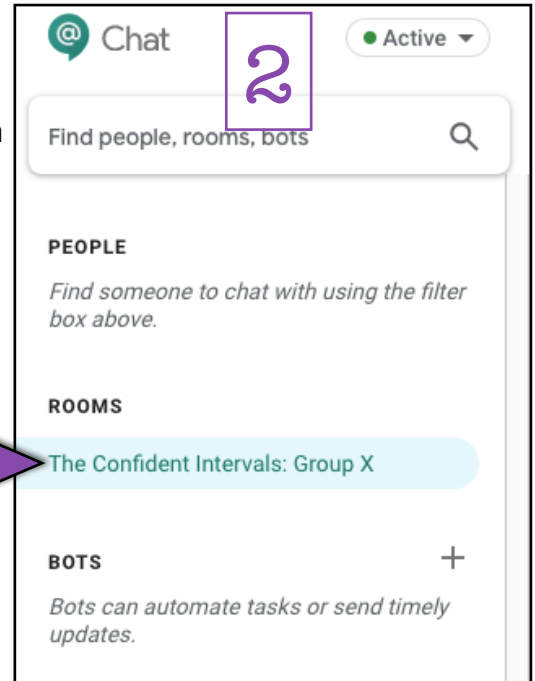 Chat
Active
2
Find people, rooms, bots
PEOPLE
Find someone to chat with using the filter
box above.
ROOMS
The Confident Intervals: Group X
BOTS
Bots can automate tasks or send timely
updates.